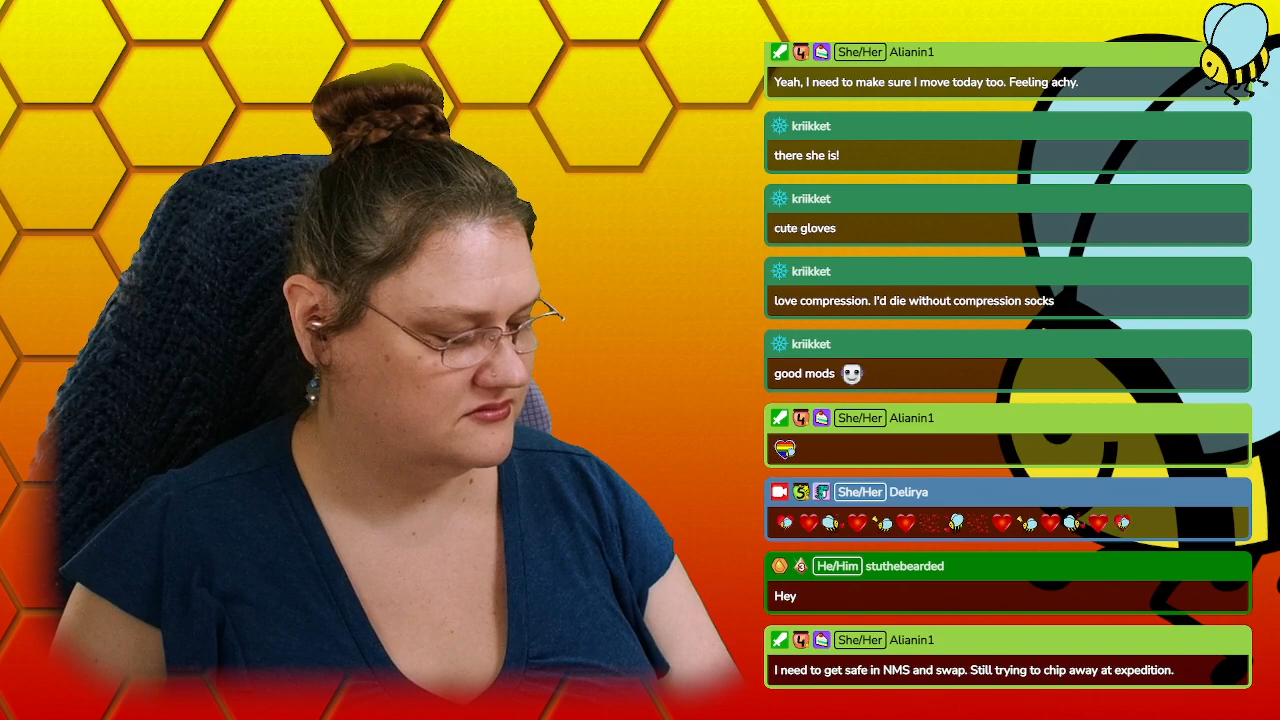 She/Her Alianin1
Yeah, I need to make sure I move today too. Feeling achy.
kriikket
there she is!
kriikket
cute gloves
kriikket
love compression. I'd die without compression socks
kriikket
good mods
She/Her Alianin1
She/Her Delirya
He/Him stuthebearded
Hey
She/Her Alianin1
I need to get safe in NMS and swap. Still trying to chip away at expedition.